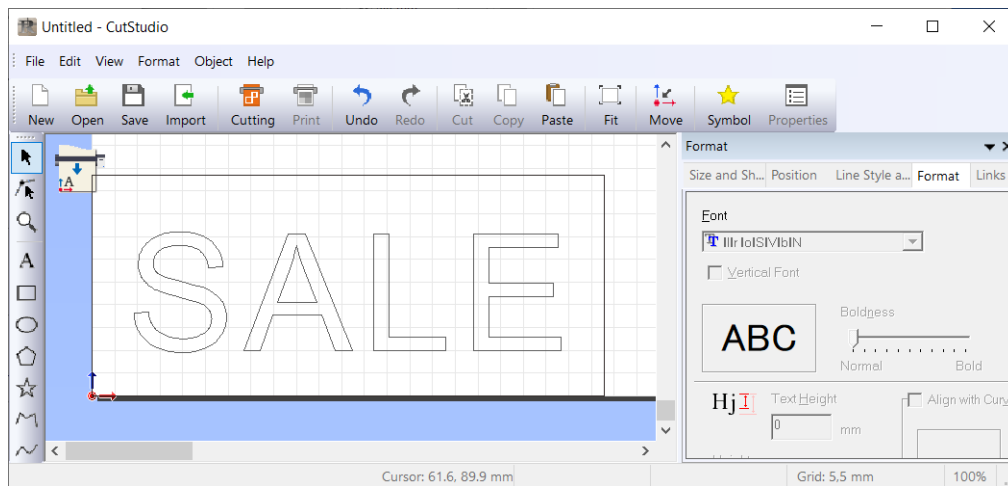 Untitled - CutStudio
File Edit View Format Object Help
New Open Save Import Cutting Print Undo Redo Cut Copy Paste Fit Move Symbol Properties
Format
Size and Sh... Position Line Style a... Format Links
A
SALE
Font
Vertical Font
ABC
Boldness
Normal Bold
Hj
Text Height
0 mm
Align with Curv
Cursor: 61.6, 89.9 mm
Grid: 5,5 mm
100%